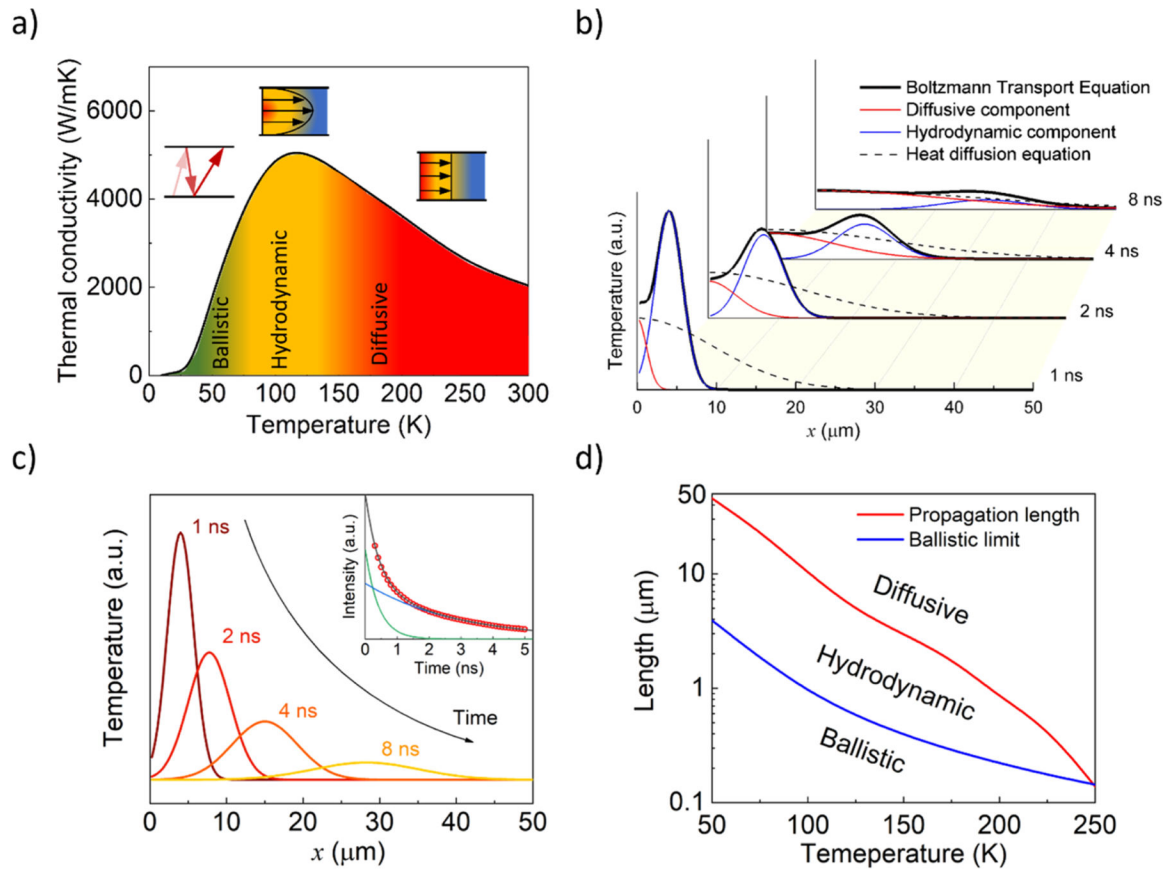 a)
Thermal conductivity (W/mK)
6000
4000
2000
0
Ballistic
Hydrodynamic
Diffusive
50 100 150 200 250 300
Temperature (K)
b)
Boltzmann Transport Equation
Diffusive component
Hydrodynamic component
Heat diffusion equation
8 ns
4 ns
2 ns
1 ns
Temperature (a.u.)
0 10 20 30 40 50
x (μm)
c)
Temperature (a.u.)
1 ns
2 ns
4 ns
8 ns
Time
Intensity (a.u.)
0 1 2 3 4 5
Time (ns)
0 10 20 30 40 50
x (μm)
d)
Length (μm)
50
10
1
0.1
Propagation length
Ballistic limit
Diffusive
Hydrodynamic
Ballistic
50 100 150 200 250
Temeperature (K)